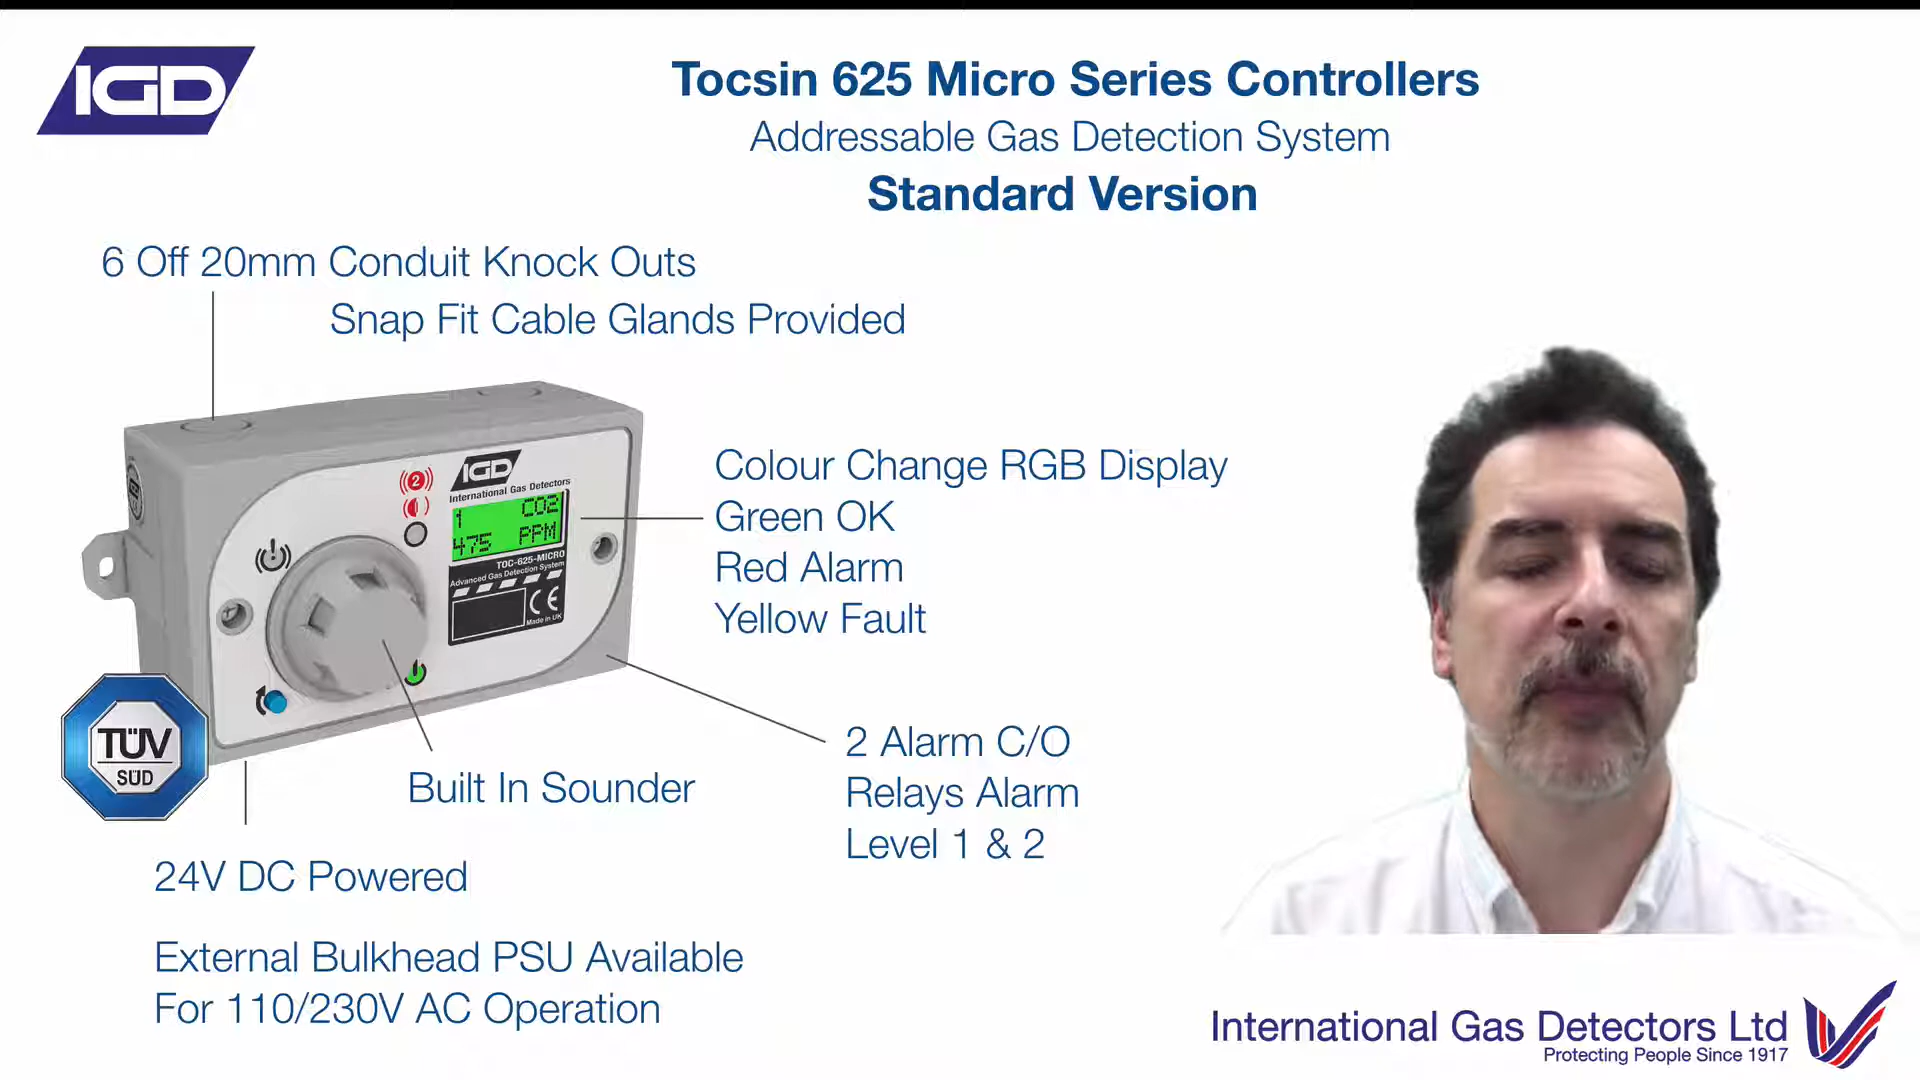 IGD
Tocsin 625 Micro Series Controllers
Addressable Gas Detection System
Standard Version
6 Off 20mm Conduit Knock Outs
Snap Fit Cable Glands Provided
2
IGD
International Gas Detectors
1 CO2
475 PPM
TOC-625-MICRO
Advanced Gas Detection System
CE
Made in UK
Colour Change RGB Display
Green OK
Red Alarm
Yellow Fault
TÜV
SÜD
Built In Sounder
2 Alarm C/O
Relays Alarm
Level 1 & 2
24V DC Powered
External Bulkhead PSU Available
For 110/230V AC Operation
International Gas Detectors Ltd
Protecting People Since 1917